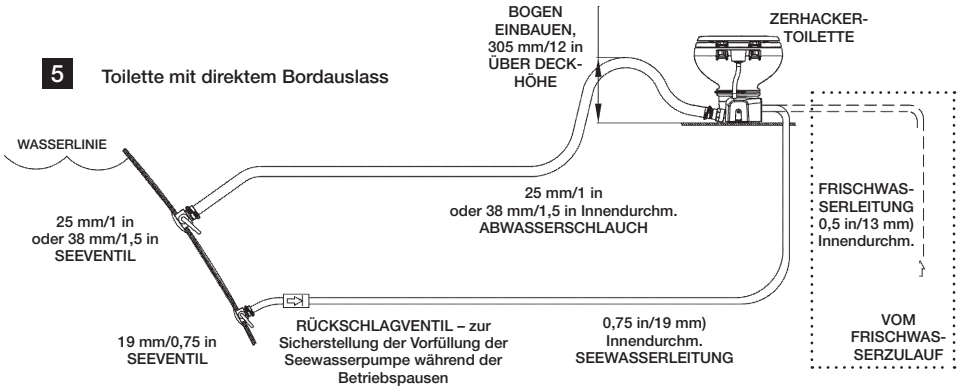 BOGEN
EINBAUEN,
305 mm/12 in
ÜBER DECK-
HÖHE
ZERHACKER-
TOILETTE
5 Toilette mit direktem Bordauslass
WASSERLINIE
25 mm/1 in
oder 38 mm/1,5 in
SEEVENTIL
25 mm/1 in
oder 38 mm/1,5 in Innendurchm.
ABWASSERSCHLAUCH
FRISCHWAS-
SERLEITUNG
0,5 in/13 mm)
Innendurchm.
19 mm/0,75 in
SEEVENTIL
RÜCKSCHLAGVENTIL – zur
Sicherstellung der Vorfüllung der
Seewasserpumpe während der
Betriebspausen
0,75 in/19 mm)
Innendurchm.
SEEWASSERLEITUNG
VOM
FRISCHWAS-
SERZULAUF